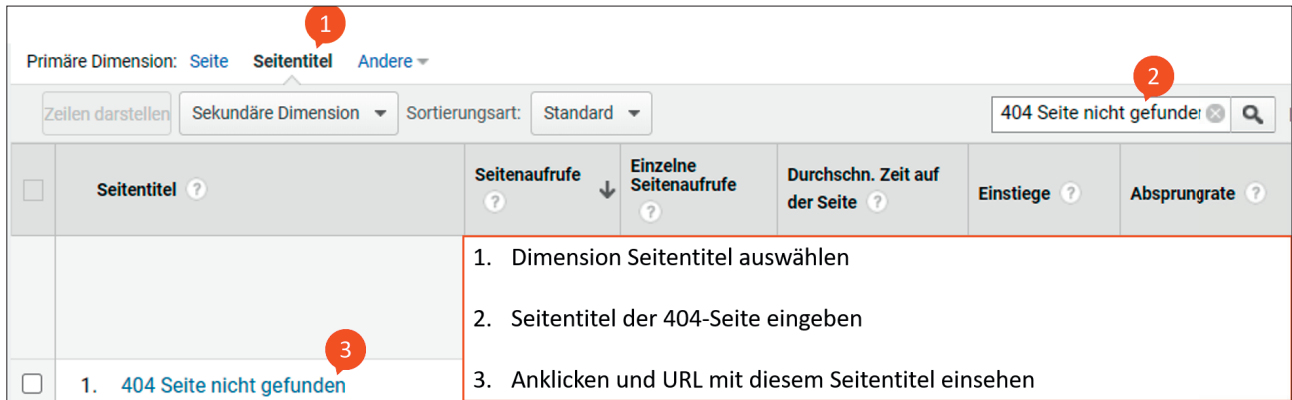 1
Primäre Dimension: Seite Seitentitel Andere
2
Zeilen darstellen Sekundäre Dimension Sortierungsart: Standard 404 Seite nicht gefunden
Seitentitel ? Seitenaufrufe ? Einzelne Seitenaufrufe ? Durchschn. Zeit auf der Seite ? Einstiege ? Absprungrate ?
1. Dimension Seitentitel auswählen
2. Seitentitel der 404-Seite eingeben
3
1. 404 Seite nicht gefunden
3. Anklicken und URL mit diesem Seitentitel einsehen